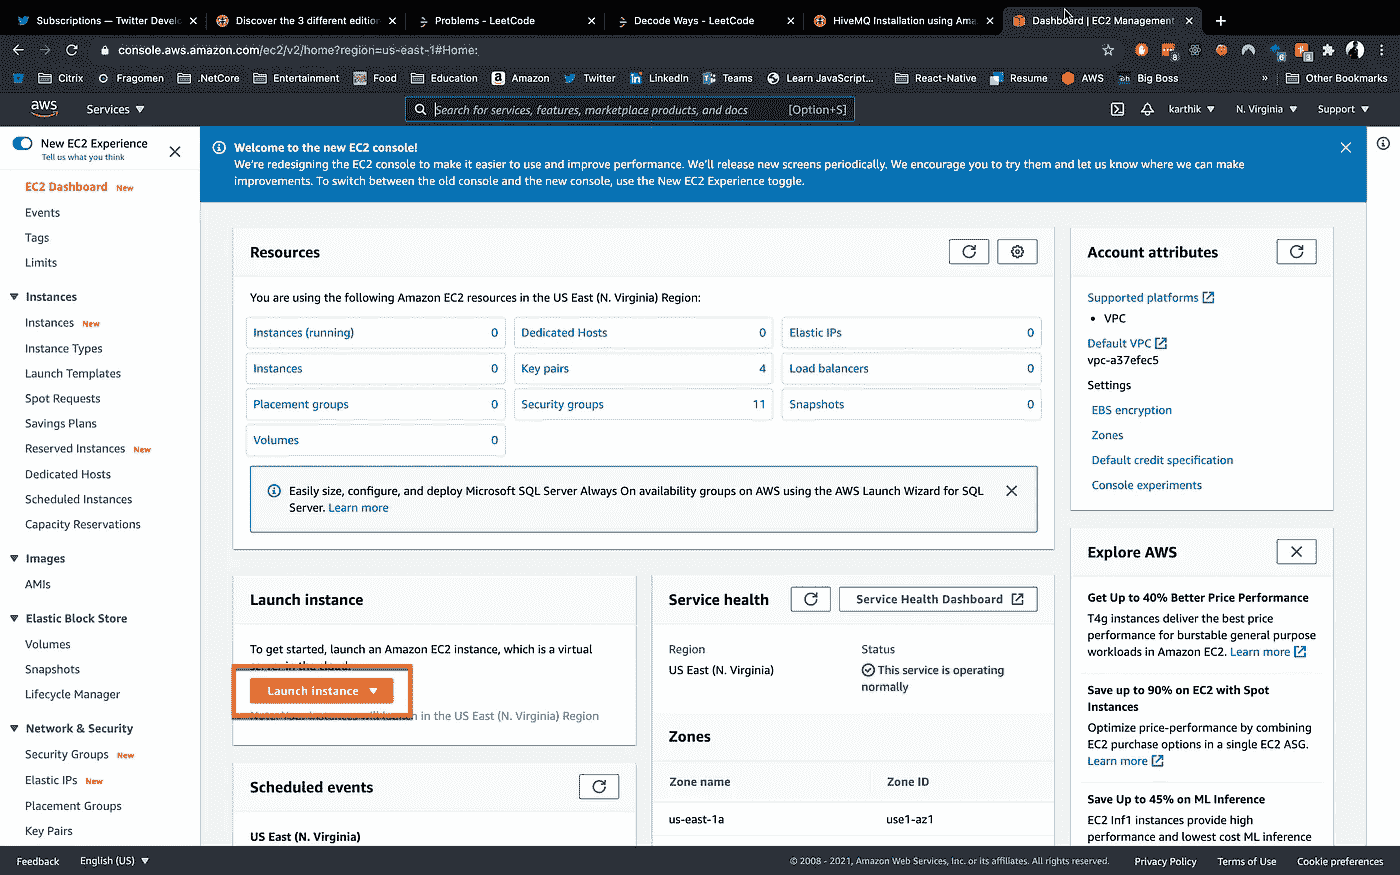 Subscriptions — Twitter Develo
Discover the 3 different edition
Problems - LeetCode
Decode Ways - LeetCode
HiveMQ Installation using Ama
Dashboard | EC2 Management
console.aws.amazon.com/ec2/v2/home?region=us-east-1#Home:
Citrix
Fragomen
.NetCore
Entertainment
Food
Education
Amazon
Twitter
LinkedIn
Teams
Learn JavaScript...
React-Native
Resume
AWS
Big Boss
»
Other Bookmarks
aws
Services
Search for services, features, marketplace products, and docs
[Option+S]
karthik
N. Virginia
Support
New EC2 Experience
Tell us what you think
EC2 Dashboard New
Events
Tags
Limits
Instances
Instances New
Instance Types
Launch Templates
Spot Requests
Savings Plans
Reserved Instances New
Dedicated Hosts
Scheduled Instances
Capacity Reservations
Images
AMIs
Elastic Block Store
Volumes
Snapshots
Lifecycle Manager
Network & Security
Security Groups New
Elastic IPs New
Placement Groups
Key Pairs
Welcome to the new EC2 console!
We're redesigning the EC2 console to make it easier to use and improve performance. We'll release new screens periodically. We encourage you to try them and let us know where we can make
improvements. To switch between the old console and the new console, use the New EC2 Experience toggle.
Resources
You are using the following Amazon EC2 resources in the US East (N. Virginia) Region:
Instances (running) 0
Dedicated Hosts 0
Elastic IPs 0
Instances 0
Key pairs 4
Load balancers 0
Placement groups 0
Security groups 11
Snapshots 0
Volumes 0
Easily size, configure, and deploy Microsoft SQL Server Always On availability groups on AWS using the AWS Launch Wizard for SQL
Server. Learn more
Launch instance
To get started, launch an Amazon EC2 instance, which is a virtual
server in the cloud.
Launch instance
Note: Your instances will launch in the US East (N. Virginia) Region
Scheduled events
US East (N. Virginia)
Service health
Service Health Dashboard
Region
Status
US East (N. Virginia)
This service is operating
normally
Zones
Zone name
Zone ID
us-east-1a
use1-az1
Account attributes
Supported platforms
• VPC
Default VPC
vpc-a37efec5
Settings
EBS encryption
Zones
Default credit specification
Console experiments
Explore AWS
Get Up to 40% Better Price Performance
T4g instances deliver the best price
performance for burstable general purpose
workloads in Amazon EC2. Learn more
Save up to 90% on EC2 with Spot
Instances
Optimize price-performance by combining
EC2 purchase options in a single EC2 ASG.
Learn more
Save Up to 45% on ML Inference
EC2 Inf1 instances provide high
performance and lowest cost ML inference
Feedback
English (US)
© 2008 - 2021, Amazon Web Services, Inc. or its affiliates. All rights reserved.
Privacy Policy
Terms of Use
Cookie preferences